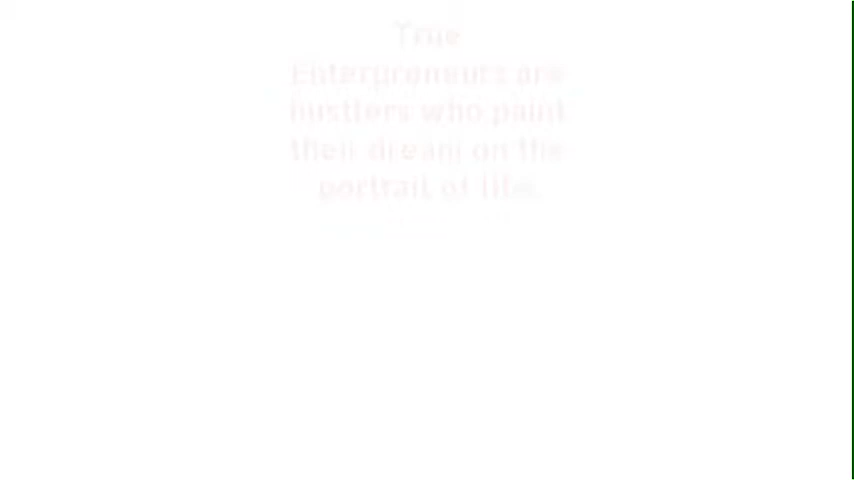 True
Enterpreneurs are
hustlers who paint
their dream on the
portrait of life.